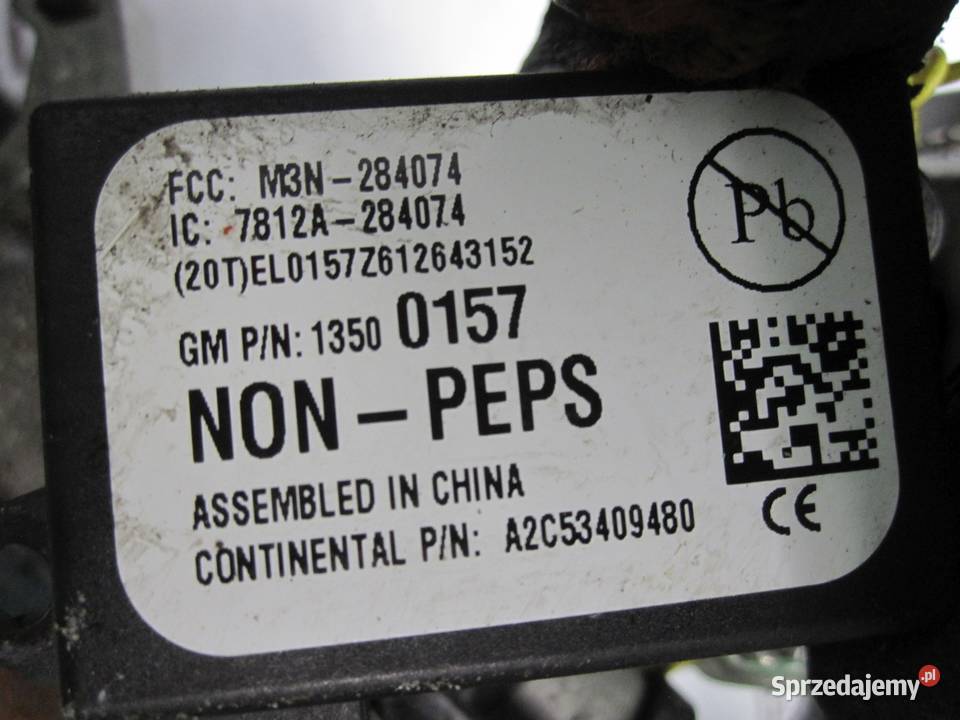 FCC: M3N-284074
IC: 7812A-284074
(20T)EL0157Z612643152
GM P/N: 1350 0157
NON-PEPS
ASSEMBLED IN CHINA
CONTINENTAL P/N: A2C53409480
Pb
CE
Sprzedajemy.pl